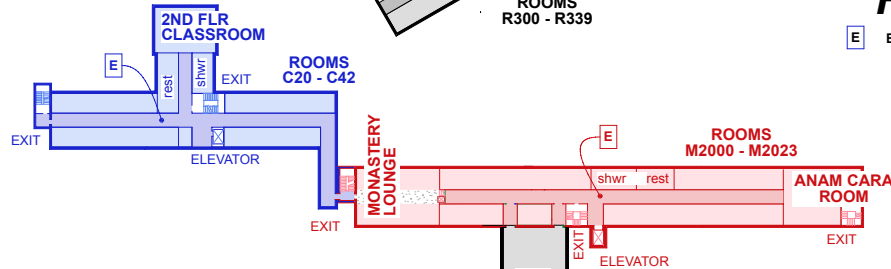 ROOMS
R300 - R339
E
2ND FLR
CLASSROOM
E
rest
shwr
EXIT
ROOMS
C20 - C42
EXIT
ELEVATOR
MONASTERY
LOUNGE
E
ROOMS
M2000 - M2023
shwr
rest
ANAM CARA
ROOM
EXIT
EXIT
ELEVATOR
EXIT